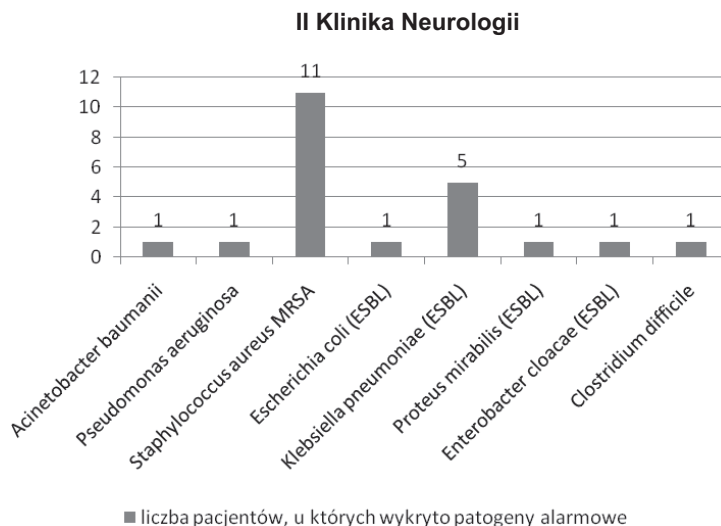 II Klinika Neurologii
12
10
8
6
4
2
0
1
1
11
1
5
1
1
1
Acinetobacter baumanii
Pseudomonas aeruginosa
Staphylococcus aureus MRSA
Escherichia coli (ESBL)
Klebsiella pneumoniae (ESBL)
Proteus mirabilis (ESBL)
Enterobacter cloacae (ESBL)
Clostridium difficile
liczba pacjentów, u których wykryto patogeny alarmowe